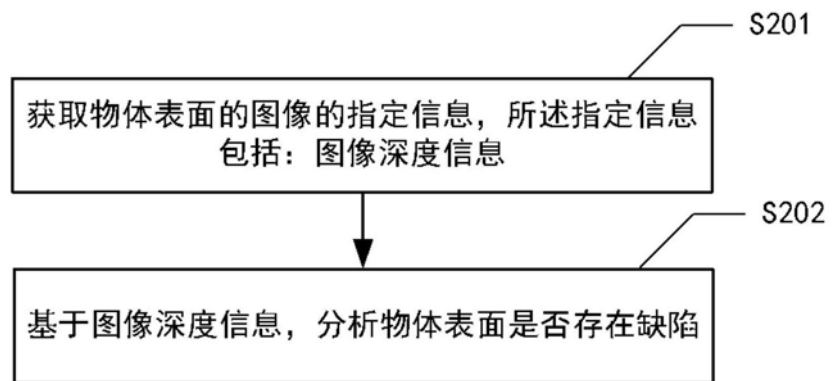 S201
获取物体表面的图像的指定信息，所述指定信息
包括：图像深度信息
S202
基于图像深度信息，分析物体表面是否存在缺陷